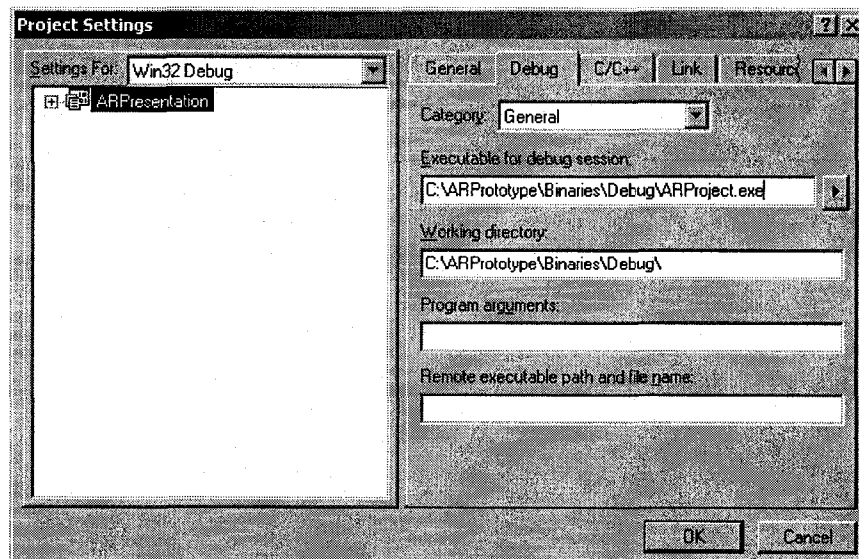 Project Settings
Settings For: Win32 Debug
ARPresentation
General Debug C/C++ Link
Category: General
Executable for debug session:
C:\ARPrototype\Binaries\Debug\ARProject.exe
Working directory:
C:\ARPrototype\Binaries\Debug\
Program arguments:
Remote executable path and file name:
OK Cancel